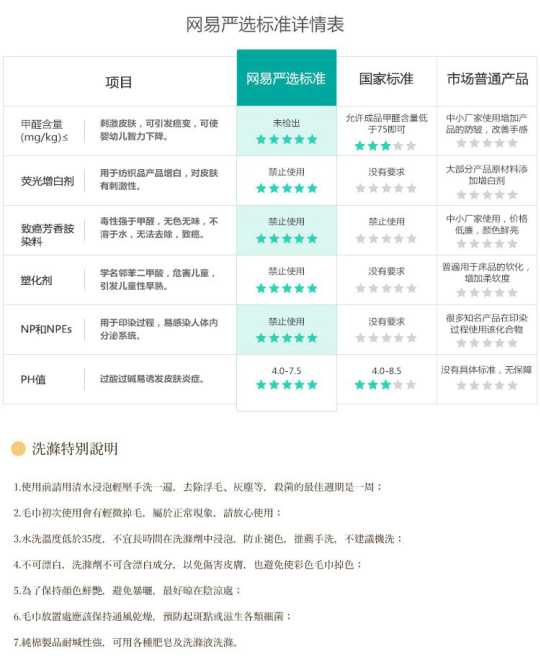 网易严选标准详情表
项目
网易严选标准
国家标准
市场普通产品
甲醛含量
(mg/kg)≤
刺激皮肤，可引发癌变，可使
婴幼儿智力下降。
未检出
允许成品甲醛含量低
于75即可
中小厂家使用增加产
品的防皱，改善手感
荧光增白剂
用于纺织品产品增白，对皮肤
有刺激性。
禁止使用
没有要求
大部分产品原材料添
加增白剂
致癌芳香胺
染料
毒性强于甲醛，无色无味，不
溶于水，无法去除，致癌。
禁止使用
禁止使用
中小厂家使用，价格
低廉，颜色鲜亮
塑化剂
学名邻苯二甲酸，危害儿童，
引发儿童性早熟。
禁止使用
没有要求
普遍用于床品的软化，
增加柔软度
NP和NPEs
用于印染过程，易感染人体内
分泌系统。
禁止使用
没有要求
很多知名产品在印染
过程使用该化合物
PH值
过酸过碱易诱发皮肤炎症。
4.0-7.5
4.0-8.5
没有具体标准，无保障
洗滌特別說明
1.使用前請用清水浸泡輕壓手洗一遍，去除浮毛、灰塵等，殺菌的最佳週期是一周；
2.毛巾初次使用會有輕微掉毛，屬於正常現象，請放心使用；
3.水洗溫度低於35度，不宜長時間在洗滌劑中浸泡，防止褪色，推薦手洗，不建議機洗；
4.不可漂白，洗滌劑不可含漂白成分，以免傷害皮膚，也避免使彩色毛巾掉色；
5.為了保持顏色鮮艷，避免暴曬，最好晾在陰涼處；
6.毛巾放置處應該保持通風乾燥，預防起斑點或滋生各類細菌；
7.純棉製品耐堿性強，可用各種肥皂及洗滌液洗滌。